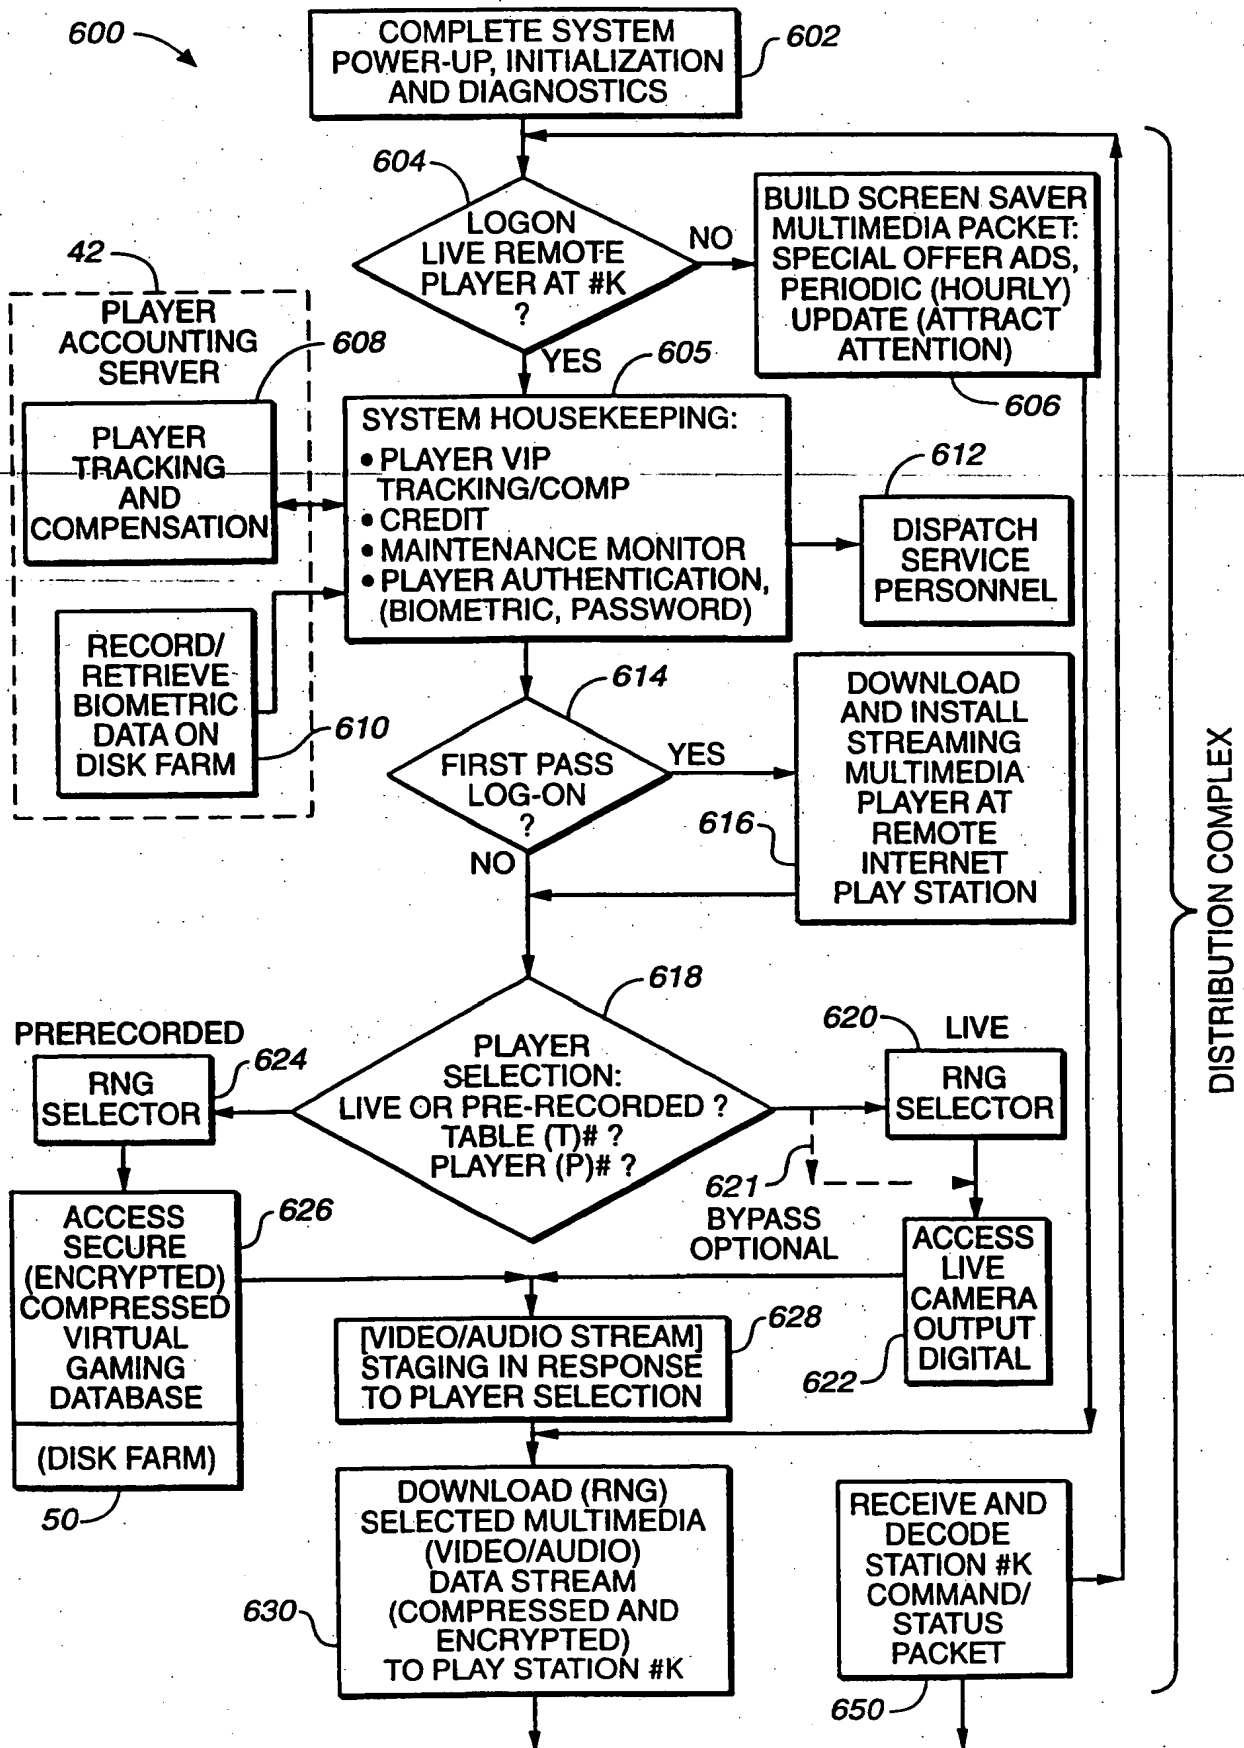 600
COMPLETE SYSTEM
POWER-UP, INITIALIZATION
AND DIAGNOSTICS
602
604
LOGON
LIVE REMOTE
PLAYER AT #K
?
NO
YES
BUILD SCREEN SAVER
MULTIMEDIA PACKET:
SPECIAL OFFER ADS,
PERIODIC (HOURLY)
UPDATE (ATTRACT
ATTENTION)
606
42
PLAYER
ACCOUNTING
SERVER
608
PLAYER
TRACKING
AND
COMPENSATION
605
SYSTEM HOUSEKEEPING:
• PLAYER VIP
TRACKING/COMP
• CREDIT
• MAINTENANCE MONITOR
• PLAYER AUTHENTICATION,
(BIOMETRIC, PASSWORD)
612
DISPATCH
SERVICE
PERSONNEL
RECORD/
RETRIEVE
BIOMETRIC
DATA ON
DISK FARM
610
614
FIRST PASS
LOG-ON
?
YES
NO
DOWNLOAD
AND INSTALL
STREAMING
MULTIMEDIA
PLAYER AT
REMOTE
INTERNET
PLAY STATION
616
DISTRIBUTION COMPLEX
618
PLAYER
SELECTION:
LIVE OR PRE-RECORDED ?
TABLE (T)# ?
PLAYER (P)# ?
PRERECORDED
RNG
SELECTOR
624
620
LIVE
RNG
SELECTOR
621
BYPASS
OPTIONAL
ACCESS
SECURE
(ENCRYPTED)
COMPRESSED
VIRTUAL
GAMING
DATABASE
(DISK FARM)
626
50
ACCESS
LIVE
CAMERA
OUTPUT
DIGITAL
622
[VIDEO/AUDIO STREAM]
STAGING IN RESPONSE
TO PLAYER SELECTION
628
DOWNLOAD (RNG)
SELECTED MULTIMEDIA
(VIDEO/AUDIO)
DATA STREAM
(COMPRESSED AND
ENCRYPTED)
TO PLAY STATION #K
630
RECEIVE AND
DECODE
STATION #K
COMMAND/
STATUS
PACKET
650